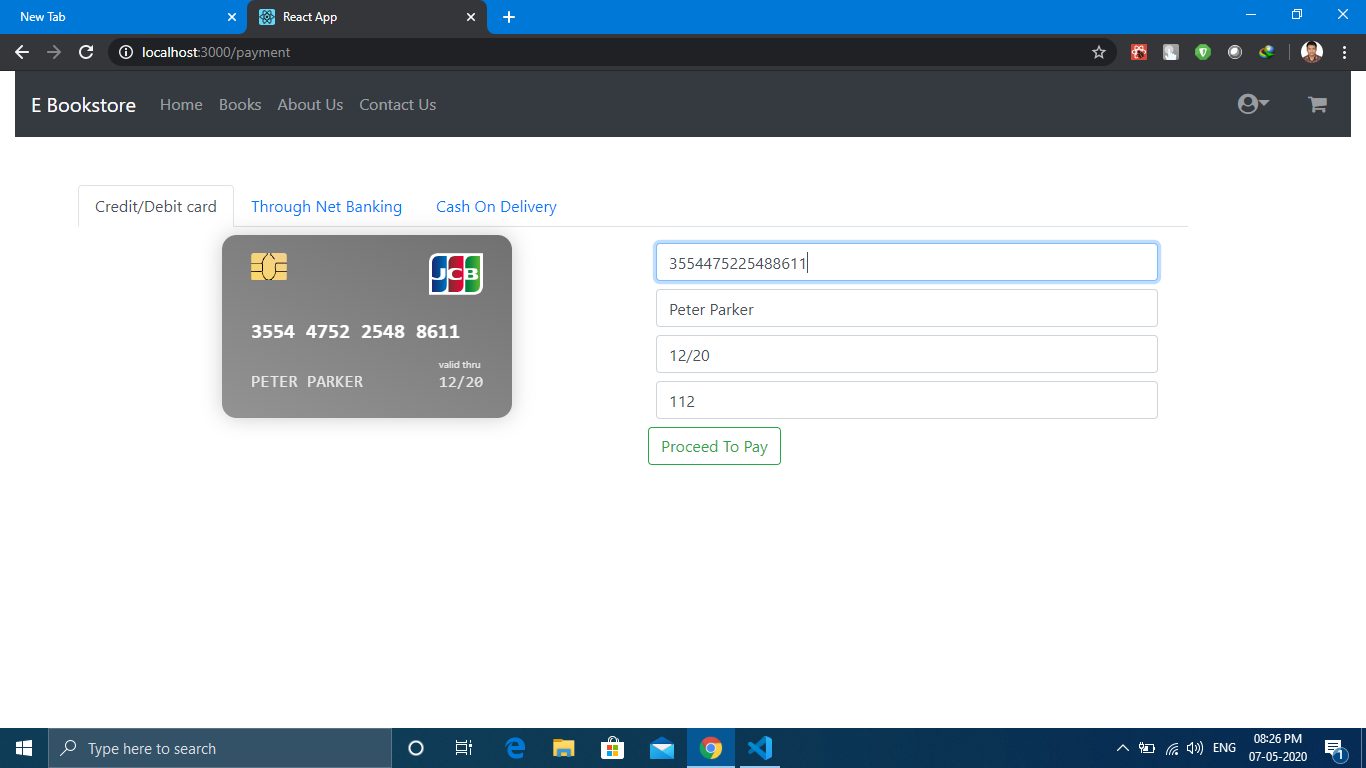 New Tab
React App
localhost:3000/payment
E Bookstore Home Books About Us Contact Us
Credit/Debit card Through Net Banking Cash On Delivery
JCB
3554 4752 2548 8611
valid thru
PETER PARKER 12/20
3554475225488611
Peter Parker
12/20
112
Proceed To Pay
Type here to search
ENG
08:26 PM
07-05-2020
1